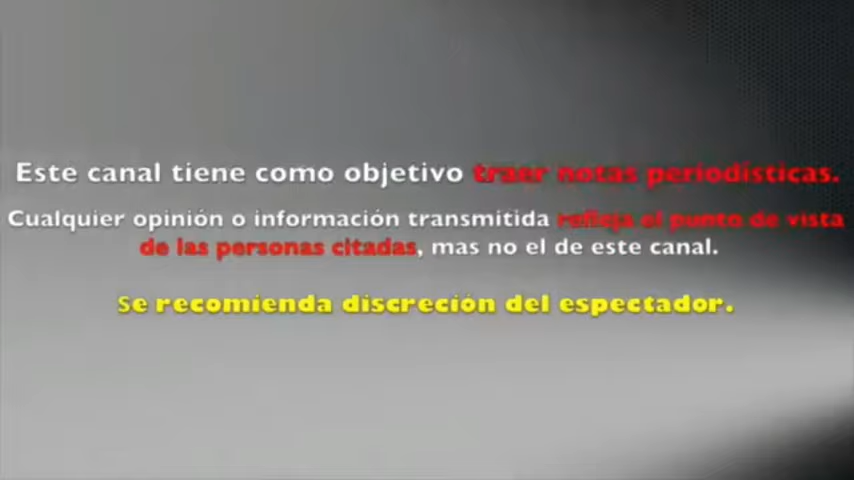 Este canal tiene como objetivo traer notas periodísticas.
Cualquier opinión o información transmitida refleja el punto de vista
de las personas citadas, mas no el de este canal.
Se recomienda discreción del espectador.